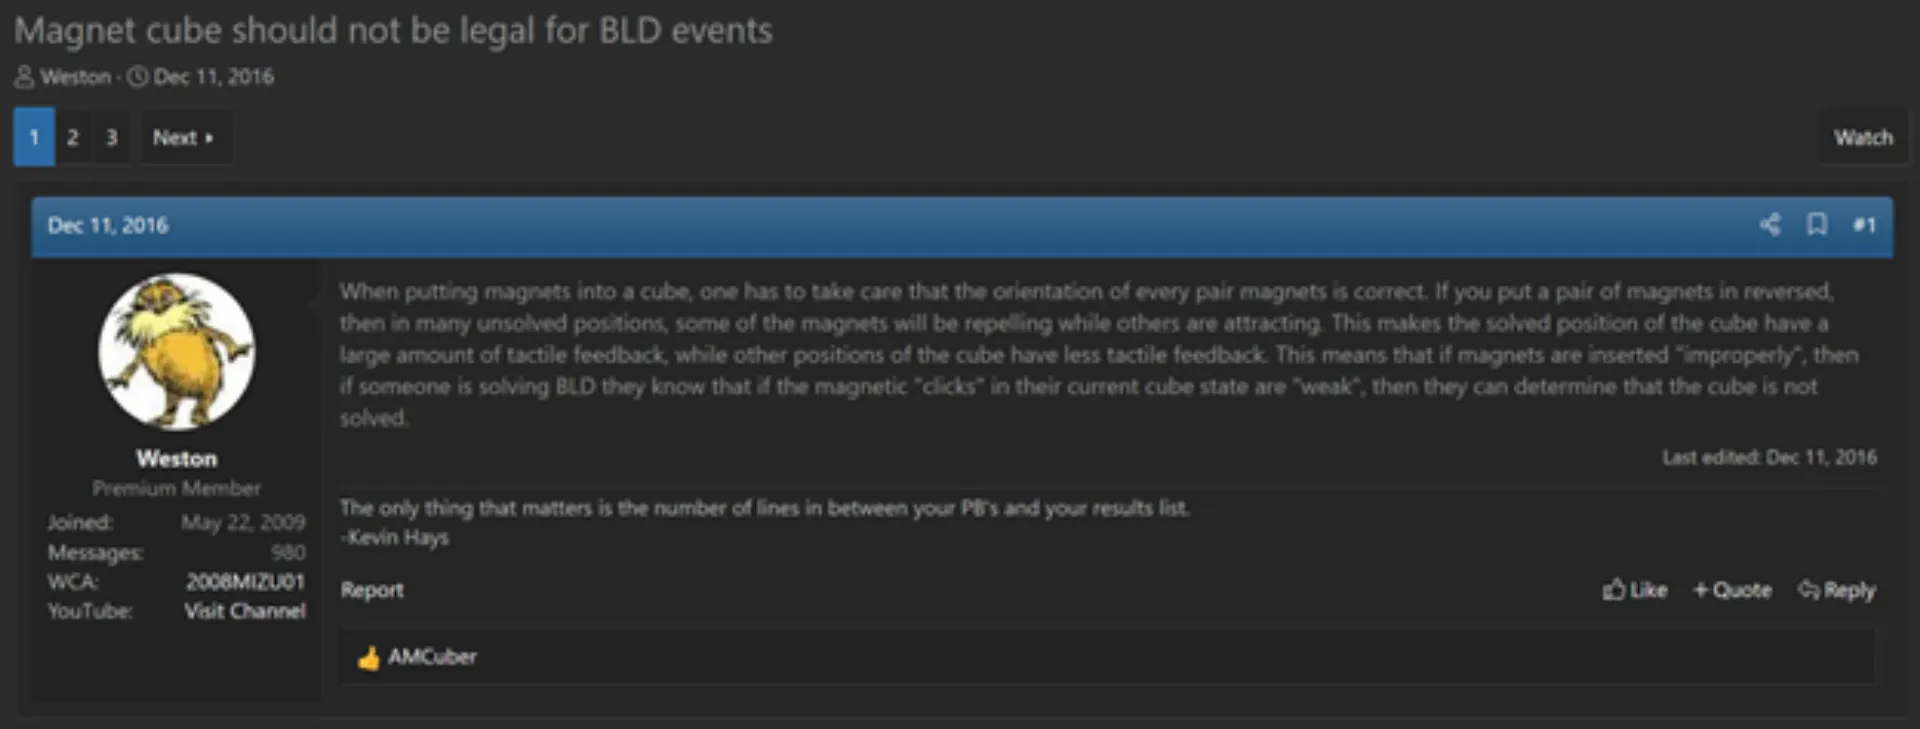 Magnet cube should not be legal for BLD events
Weston · Dec 11, 2016
1 2 3 Next Watch
Dec 11, 2016 #1
When putting magnets into a cube, one has to take care that the orientation of every pair magnets is correct. If you put a pair of magnets in reversed,
then in many unsolved positions, some of the magnets will be repelling while others are attracting. This makes the solved position of the cube have a
large amount of tactile feedback, while other positions of the cube have less tactile feedback. This means that if magnets are inserted "improperly", then
if someone is solving BLD they know that if the magnetic "clicks" in their current cube state are "weak", then they can determine that the cube is not
solved.
Last edited: Dec 11, 2016
Weston
Premium Member
Joined: May 22, 2009
Messages: 980
WCA: 2008MIZU01
YouTube: Visit Channel
The only thing that matters is the number of lines in between your PB's and your results list.
-Kevin Hays
Report Like + Quote Reply
AMCuber